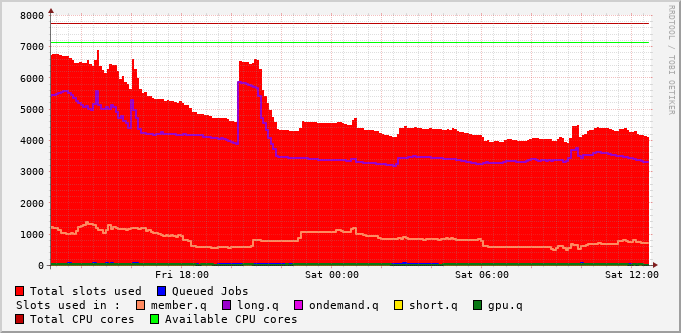 8000
7000
6000
5000
4000
3000
2000
1000
0
Fri 18:00 Sat 00:00 Sat 06:00 Sat 12:00
RRDTOOL / TOBI OETIKER
Total slots used Queued Jobs
Slots used in : member.q long.q ondemand.q short.q gpu.q
Total CPU cores Available CPU cores